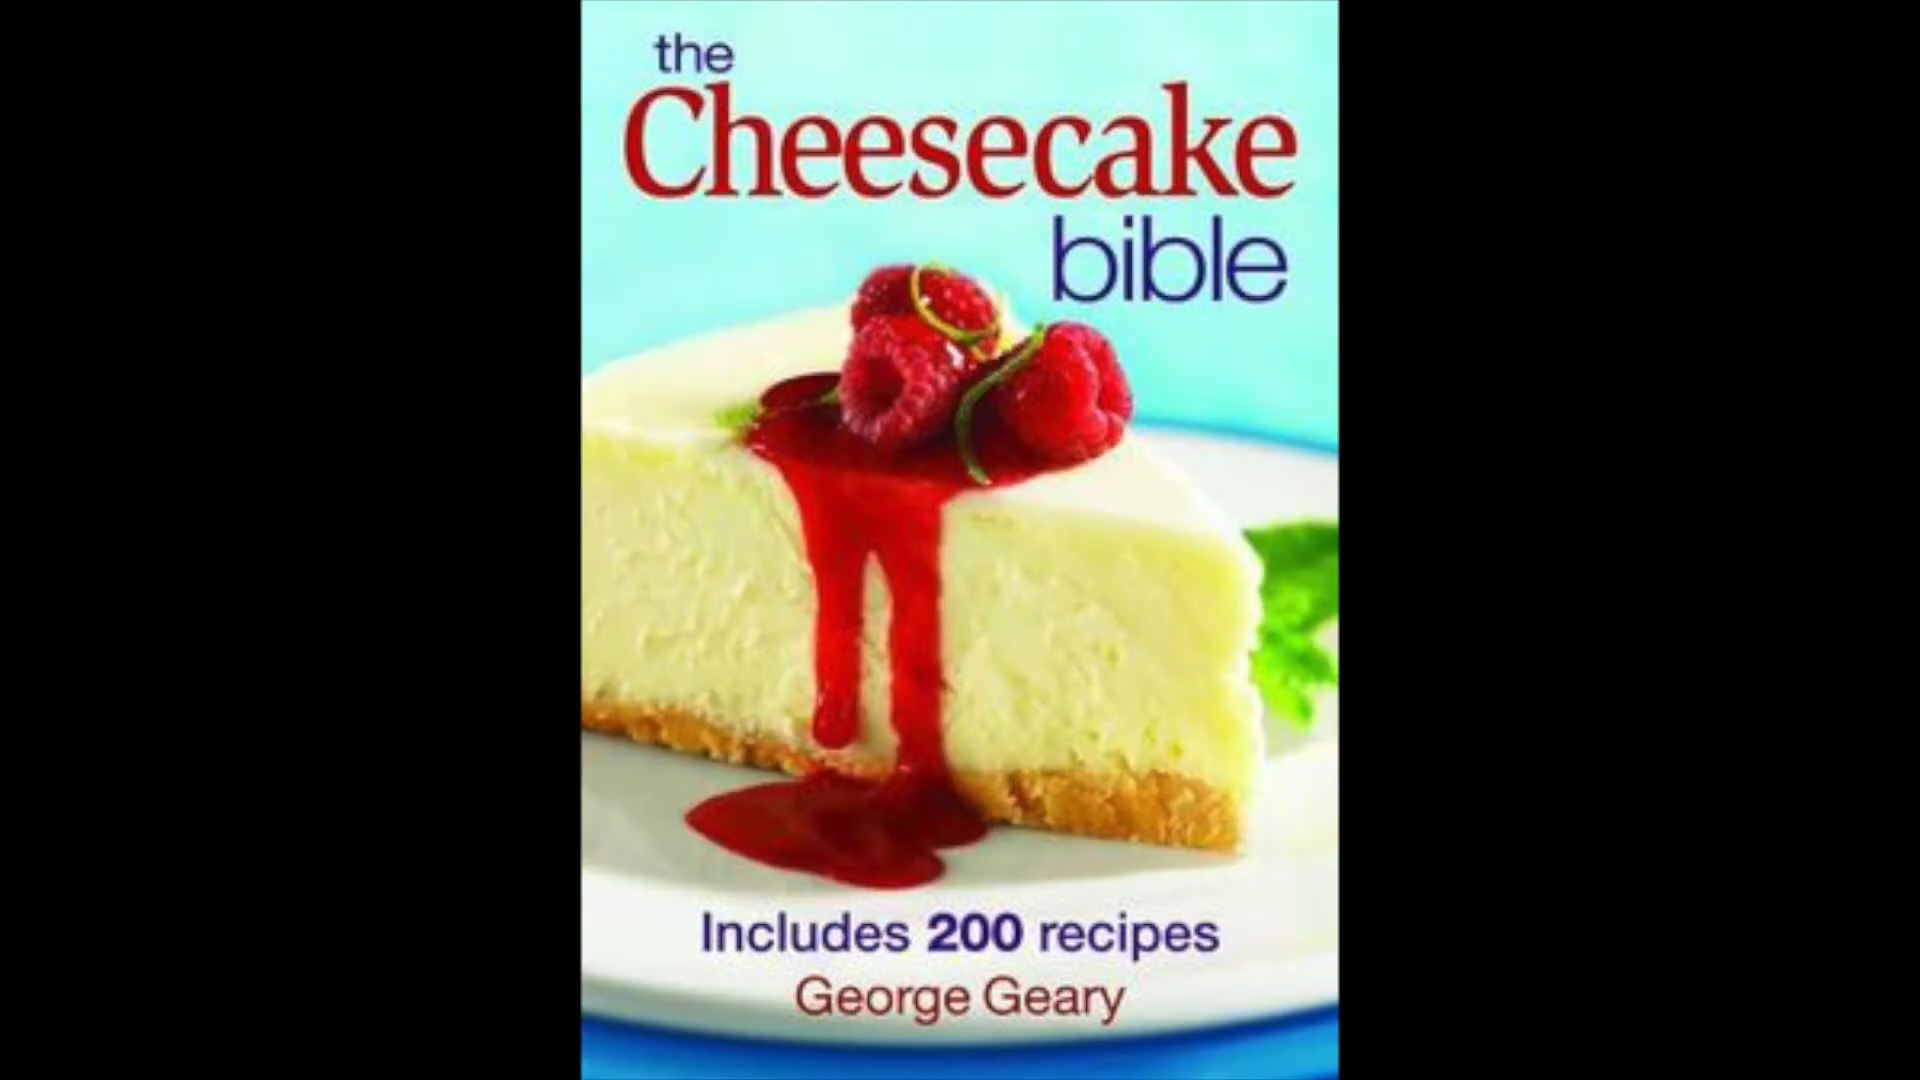 the
Cheesecake
bible
Includes 200 recipes
George Geary